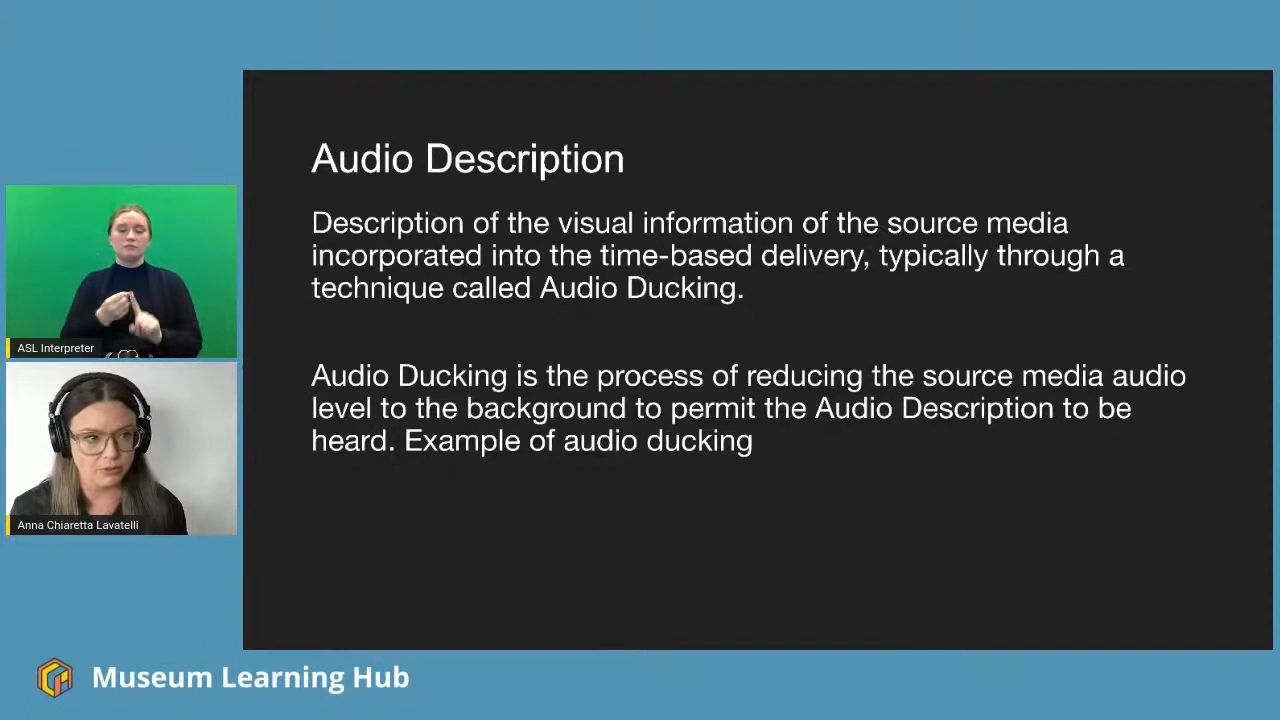 Audio Description
Description of the visual information of the source media
incorporated into the time-based delivery, typically through a
technique called Audio Ducking.
Audio Ducking is the process of reducing the source media audio
level to the background to permit the Audio Description to be
heard. Example of audio ducking
ASL Interpreter
Anna Chiaretta Lavatelli
Museum Learning Hub